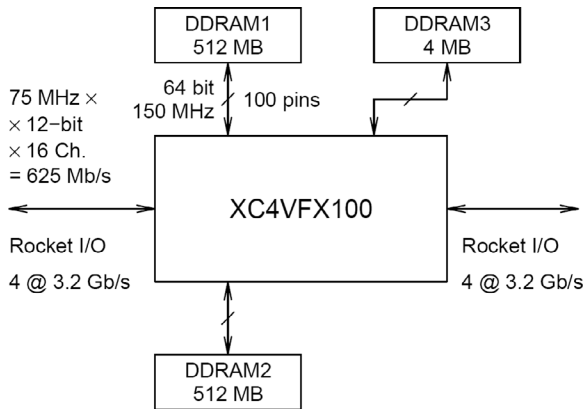 DDRAM1
512 MB
DDRAM3
4 MB
75 MHz ×
× 12−bit
× 16 Ch.
= 625 Mb/s
64 bit
150 MHz
100 pins
XC4VFX100
Rocket I/O
4 @ 3.2 Gb/s
Rocket I/O
4 @ 3.2 Gb/s
DDRAM2
512 MB